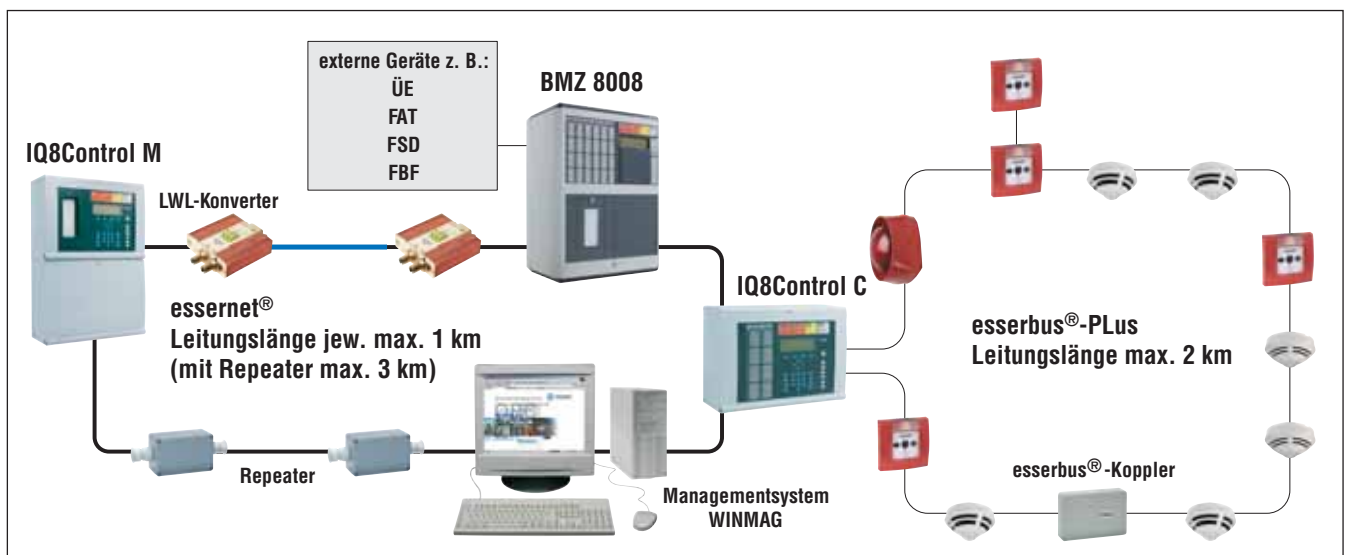 externe Geräte z. B.:
ÜE
FAT
FSD
FBF
BMZ 8008
IQ8Control M
LWL-Konverter
essernet®
Leitungslänge jew. max. 1 km
(mit Repeater max. 3 km)
IQ8Control C
esserbus®-PLus
Leitungslänge max. 2 km
Repeater
Managementsystem
WINMAG
esserbus®-Koppler